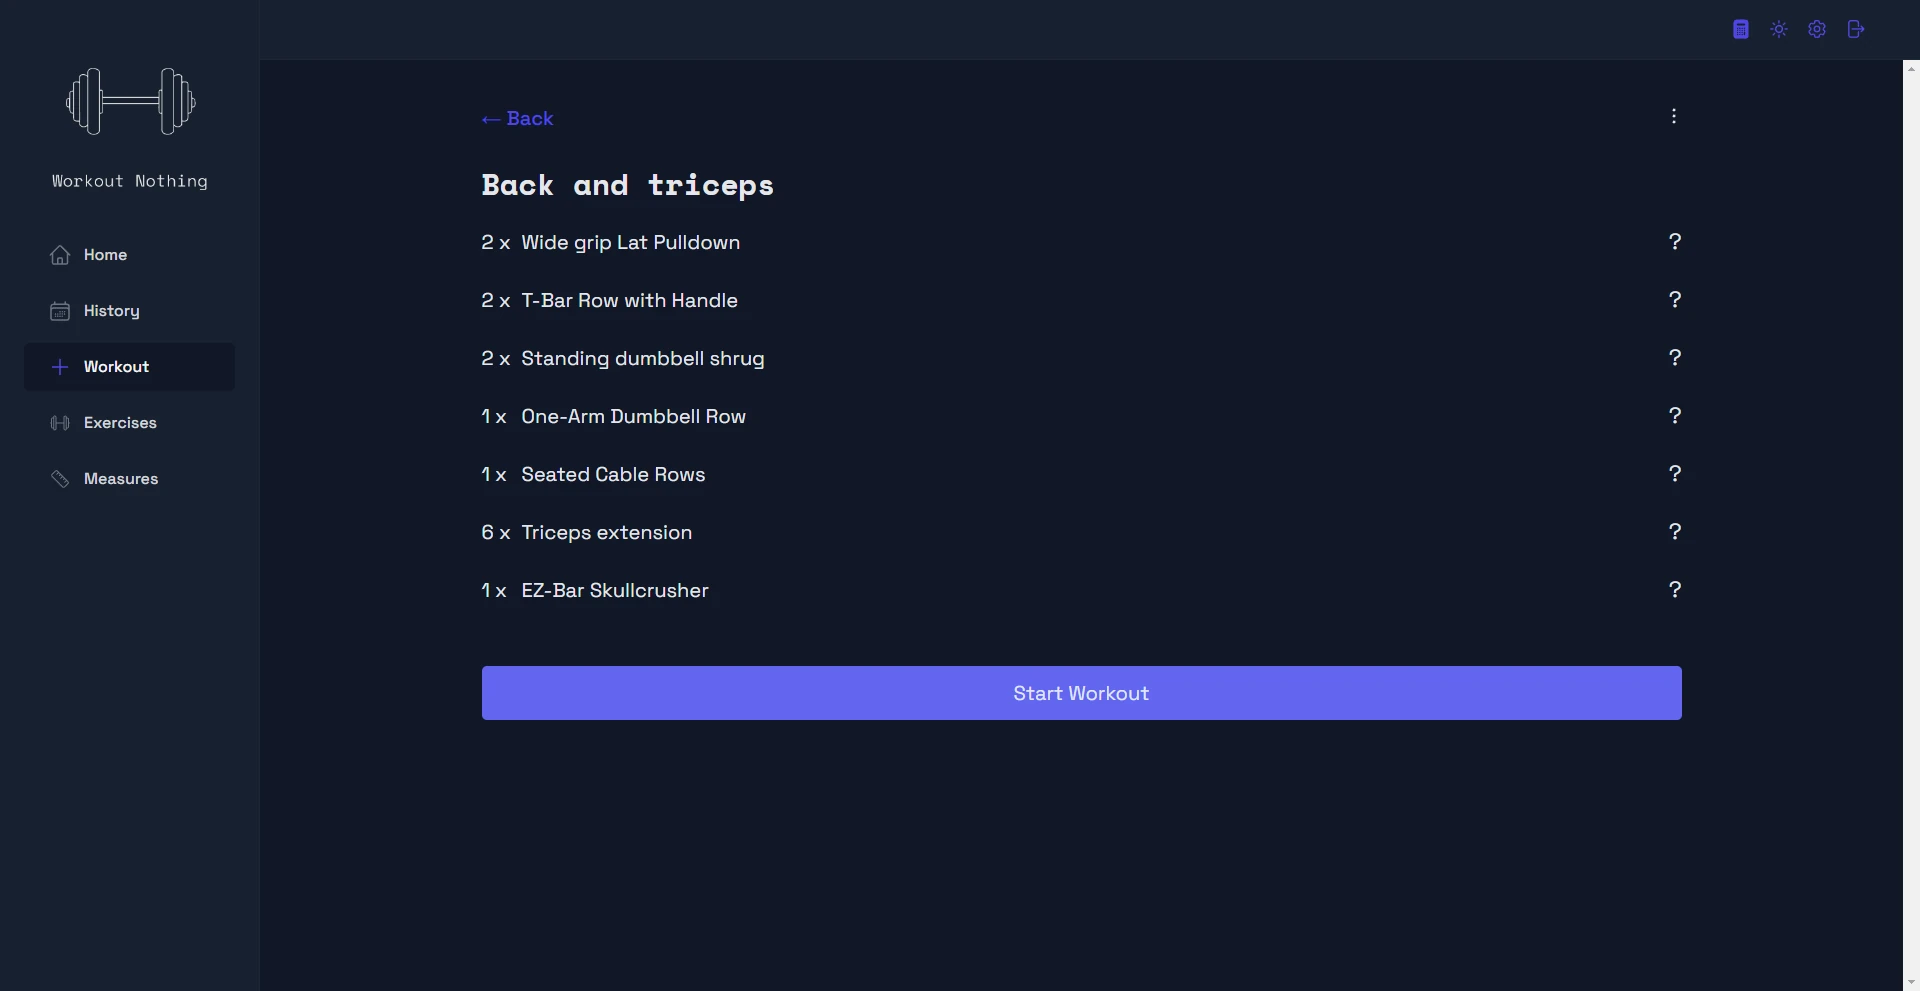 Workout Nothing
Home
History
Workout
Exercises
Measures
← Back
Back and triceps
2 x Wide grip Lat Pulldown ?
2 x T-Bar Row with Handle ?
2 x Standing dumbbell shrug ?
1 x One-Arm Dumbbell Row ?
1 x Seated Cable Rows ?
6 x Triceps extension ?
1 x EZ-Bar Skullcrusher ?
Start Workout